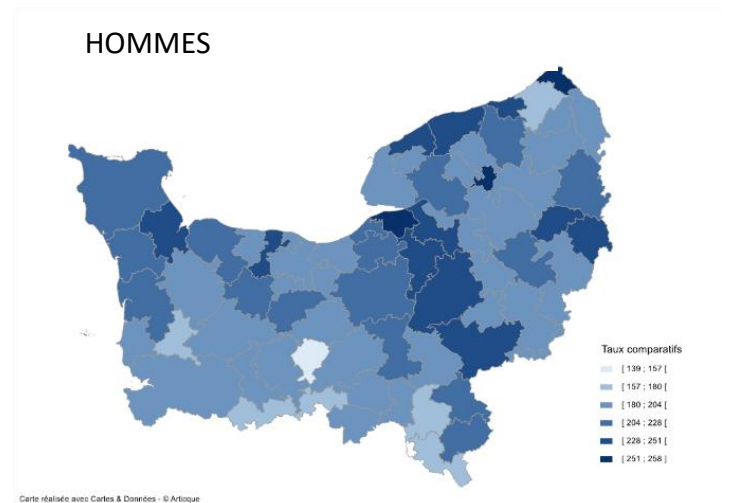 HOMMES
Taux comparatifs
[ 139 ; 157 [
[ 157 ; 180 [
[ 180 ; 204 [
[ 204 ; 228 [
[ 228 ; 251 [
[ 251 ; 258 [
Carte réalisée avec Cartes & Données - © Articque